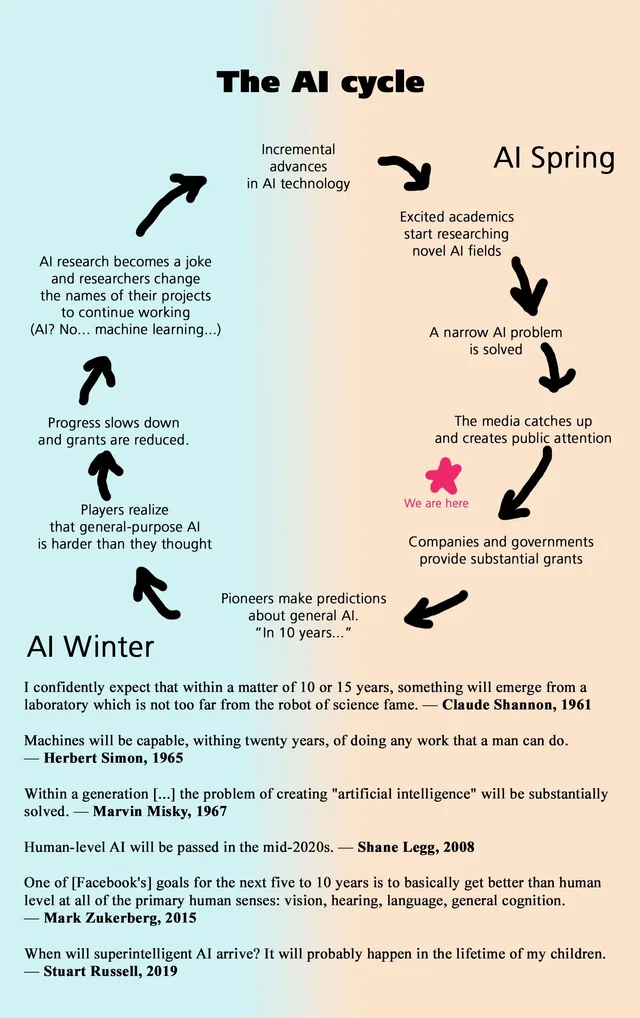 The AI cycle
AI Spring
Incremental
advances
in AI technology
Excited academics
start researching
novel AI fields
A narrow AI problem
is solved
The media catches up
and creates public attention
We are here
Companies and governments
provide substantial grants
Pioneers make predictions
about general AI.
“In 10 years...”
AI Winter
Players realize
that general-purpose AI
is harder than they thought
Progress slows down
and grants are reduced.
AI research becomes a joke
and researchers change
the names of their projects
to continue working
(AI? No... machine learning...)
I confidently expect that within a matter of 10 or 15 years, something will emerge from a
laboratory which is not too far from the robot of science fame. — Claude Shannon, 1961
Machines will be capable, withing twenty years, of doing any work that a man can do.
— Herbert Simon, 1965
Within a generation [...] the problem of creating "artificial intelligence" will be substantially
solved. — Marvin Misky, 1967
Human-level AI will be passed in the mid-2020s. — Shane Legg, 2008
One of [Facebook's] goals for the next five to 10 years is to basically get better than human
level at all of the primary human senses: vision, hearing, language, general cognition.
— Mark Zukerberg, 2015
When will superintelligent AI arrive? It will probably happen in the lifetime of my children.
— Stuart Russell, 2019